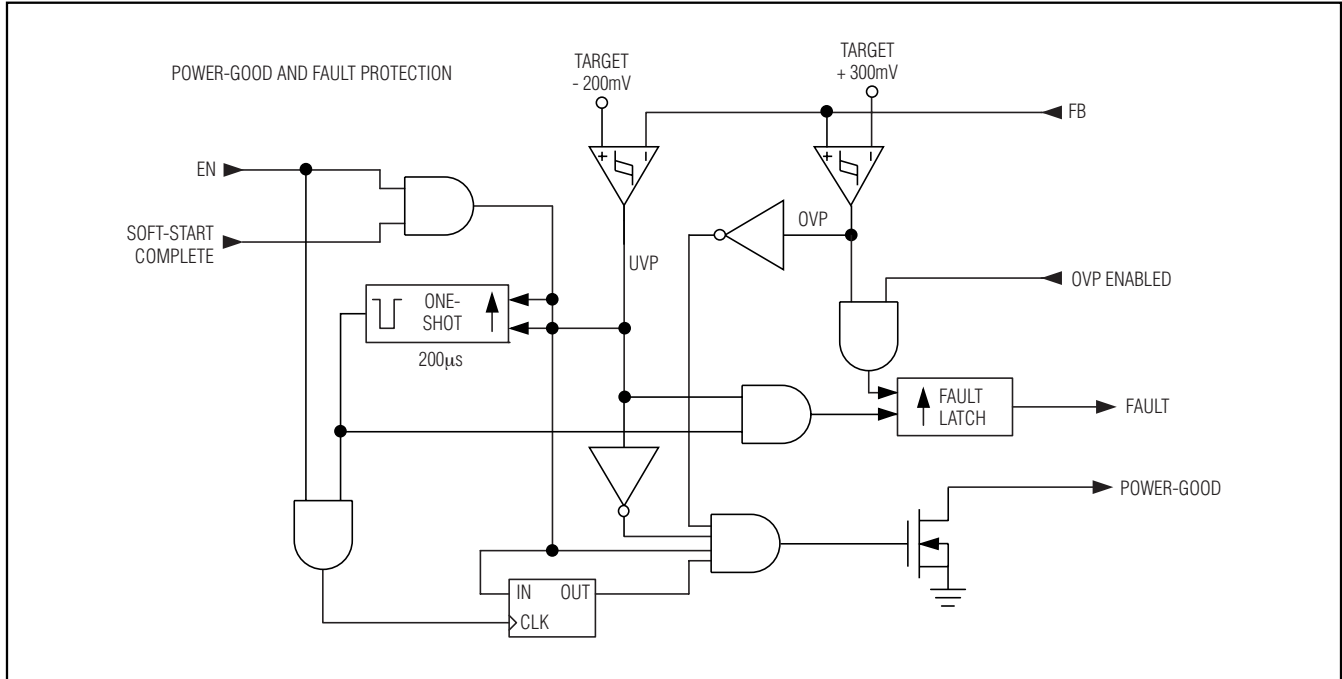 POWER-GOOD AND FAULT PROTECTION
TARGET
- 200mV
TARGET
+ 300mV
FB
+
–
+
–
EN
SOFT-START
COMPLETE
OVP
UVP
OVP ENABLED
ONE-
SHOT
200µs
FAULT
LATCH
FAULT
POWER-GOOD
IN
OUT
CLK